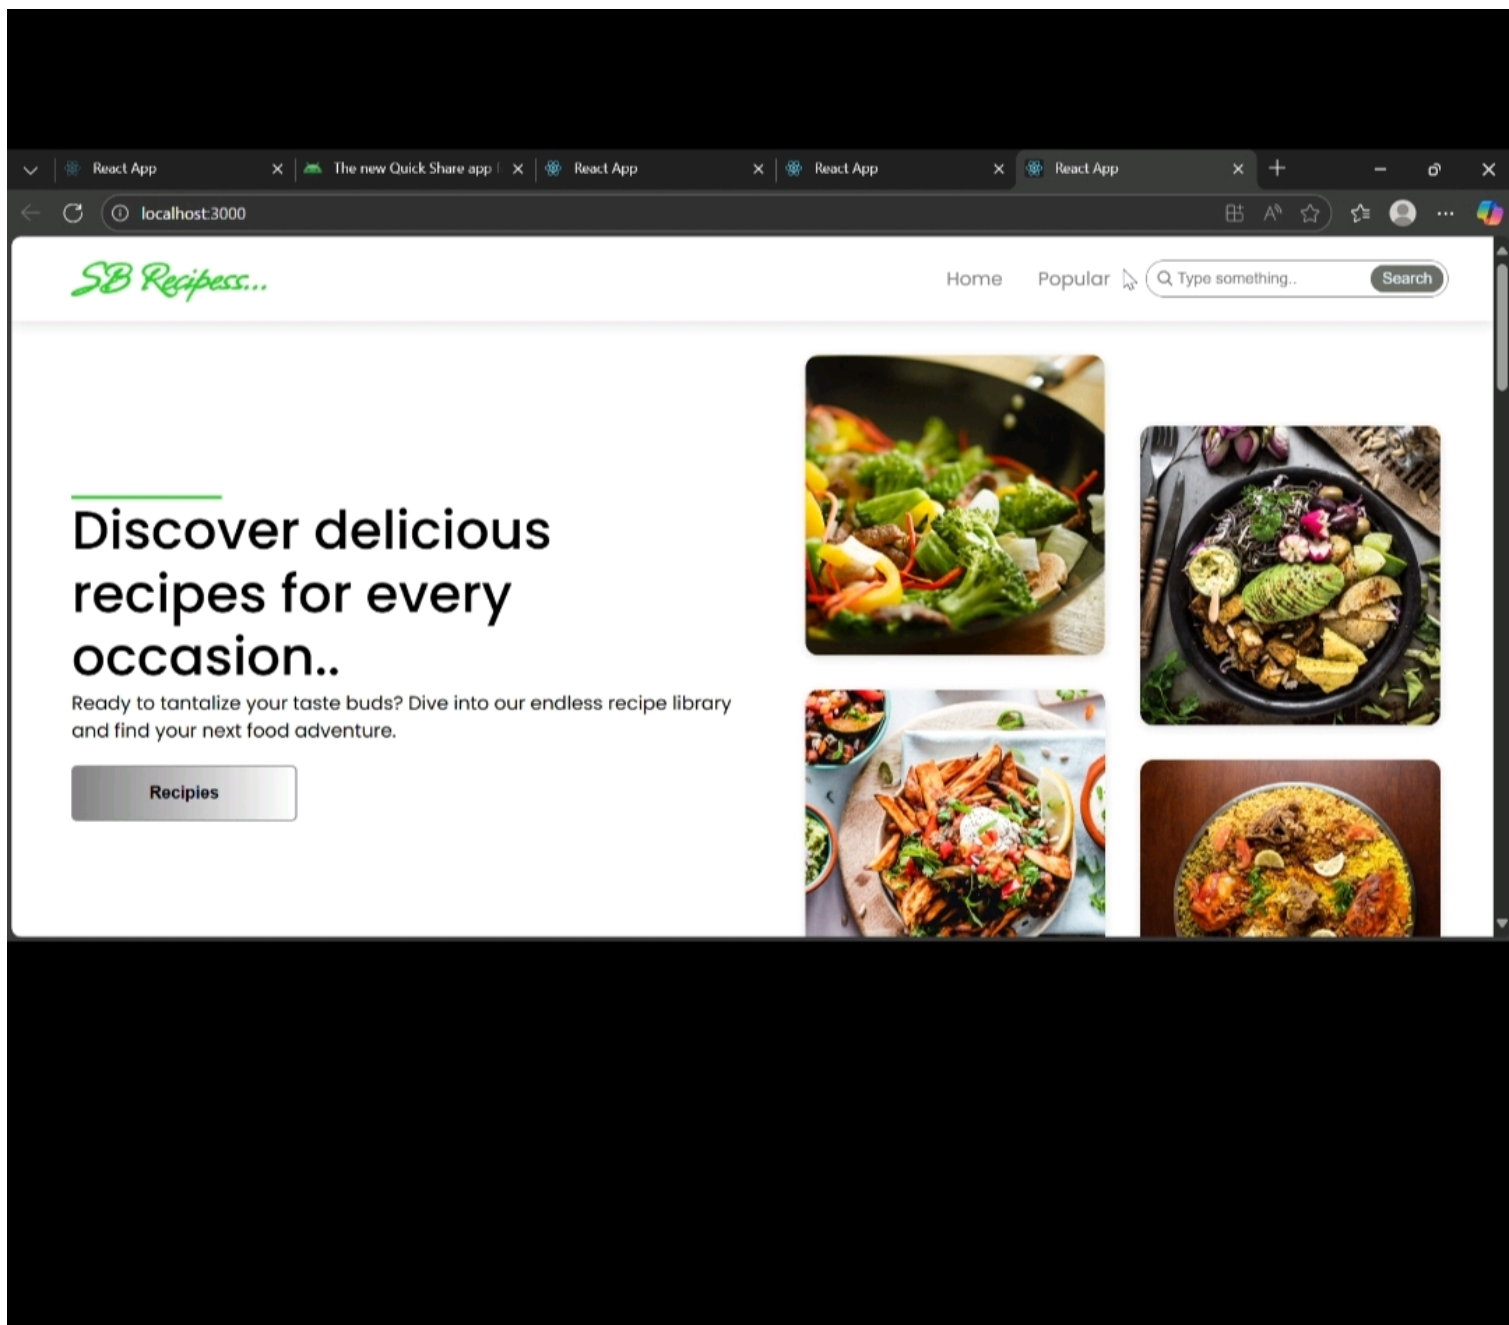 React App
The new Quick Share app
React App
React App
React App
localhost:3000
SB Recipess...
Home
Popular
Type something..
Search
Discover delicious
recipes for every
occasion..
Ready to tantalize your taste buds? Dive into our endless recipe library
and find your next food adventure.
Recipies